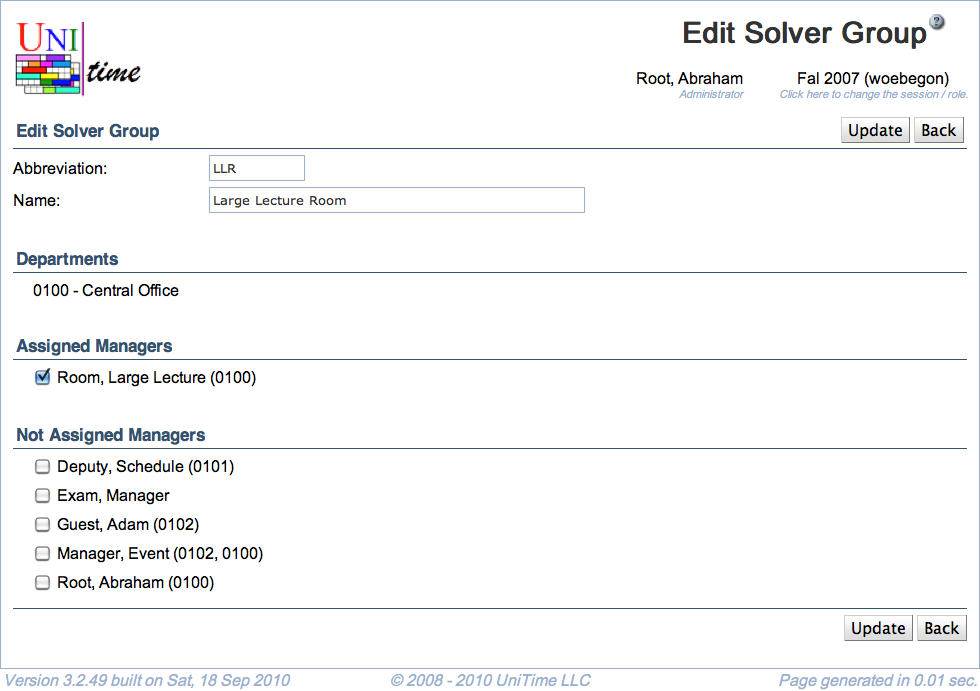 UNI
time
Edit Solver Group
?
Root, Abraham
Fal 2007 (woebegon)
Administrator
Click here to change the session / role.
Edit Solver Group
Update Back
Abbreviation: LLR
Name: Large Lecture Room
Departments
0100 - Central Office
Assigned Managers
Room, Large Lecture (0100)
Not Assigned Managers
Deputy, Schedule (0101)
Exam, Manager
Guest, Adam (0102)
Manager, Event (0102, 0100)
Root, Abraham (0100)
Update Back
Version 3.2.49 built on Sat, 18 Sep 2010 © 2008 - 2010 UniTime LLC Page generated in 0.01 sec.